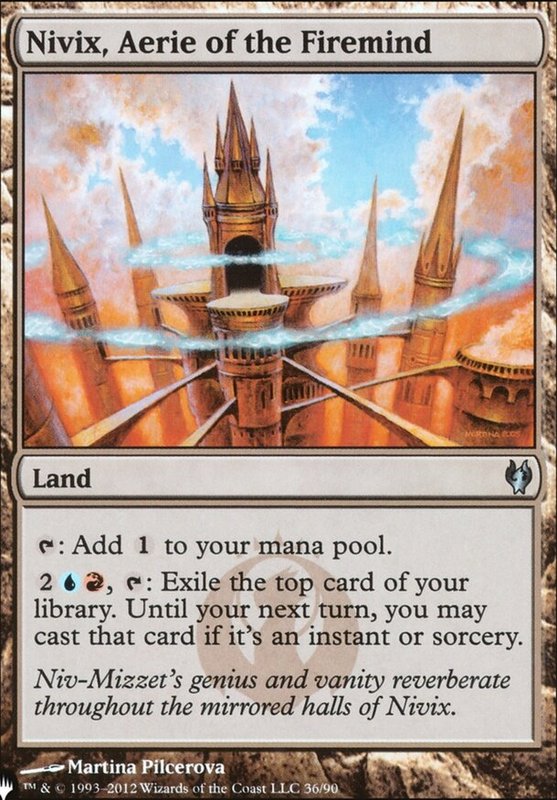 Nivix, Aerie of the Firemind
Land
: Add 1 to your mana pool.
2, : Exile the top card of your
library. Until your next turn, you may
cast that card if it's an instant or sorcery.
Niv-Mizzet's genius and vanity reverberate
throughout the mirrored halls of Nivix.
Martina Pilcerova
™ & © 1993–2012 Wizards of the Coast LLC 36/90